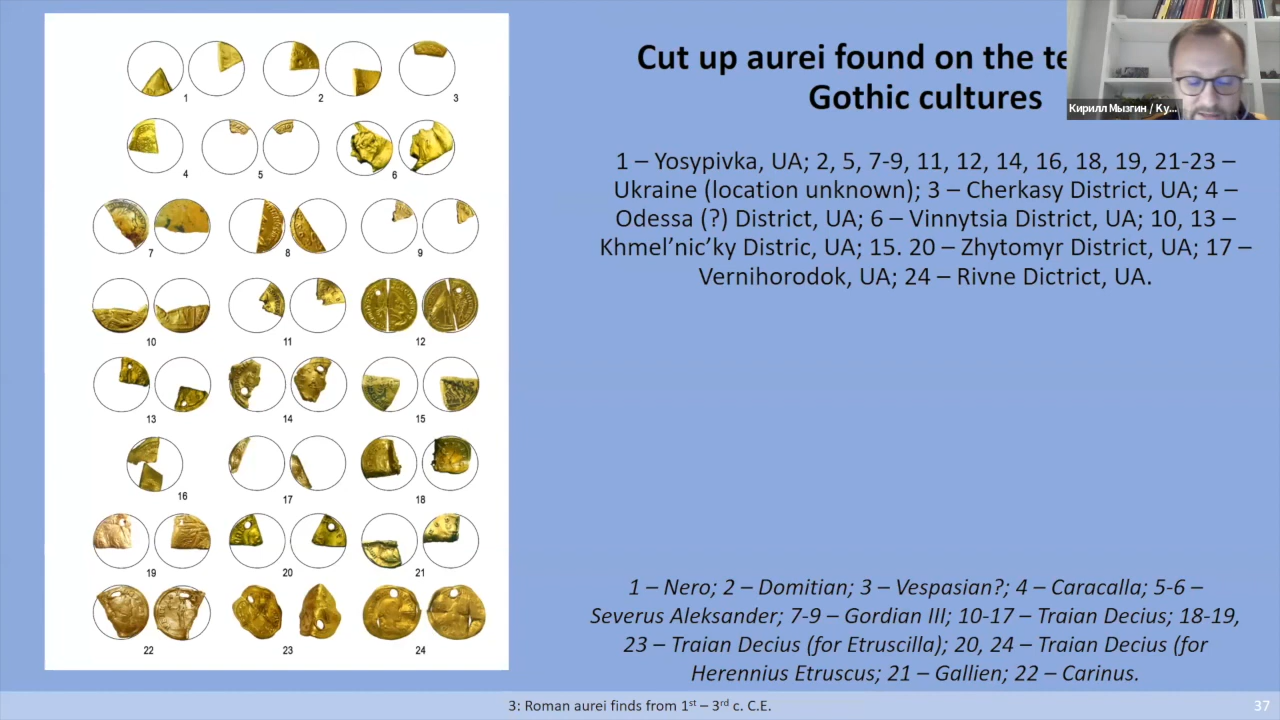 Cut up aurei found on the
Gothic cultures
Кирилл Мызгин / Ку...
1 – Yosypivka, UA; 2, 5, 7-9, 11, 12, 14, 16, 18, 19, 21-23 –
Ukraine (location unknown); 3 – Cherkasy District, UA; 4 –
Odessa (?) District, UA; 6 – Vinnytsia District, UA; 10, 13 –
Khmel’nic’ky Distric, UA; 15. 20 – Zhytomyr District, UA; 17 –
Vernihorodok, UA; 24 – Rivne Dictrict, UA.
1
2
3
4
5
6
7
8
9
10
11
12
13
14
15
16
17
18
19
20
21
22
23
24
1 – Nero; 2 – Domitian; 3 – Vespasian?; 4 – Caracalla; 5-6 –
Severus Aleksander; 7-9 – Gordian III; 10-17 – Traian Decius; 18-19,
23 – Traian Decius (for Etruscilla); 20, 24 – Traian Decius (for
Herennius Etruscus; 21 – Gallien; 22 – Carinus.
3: Roman aurei finds from 1st – 3rd c. C.E.
37